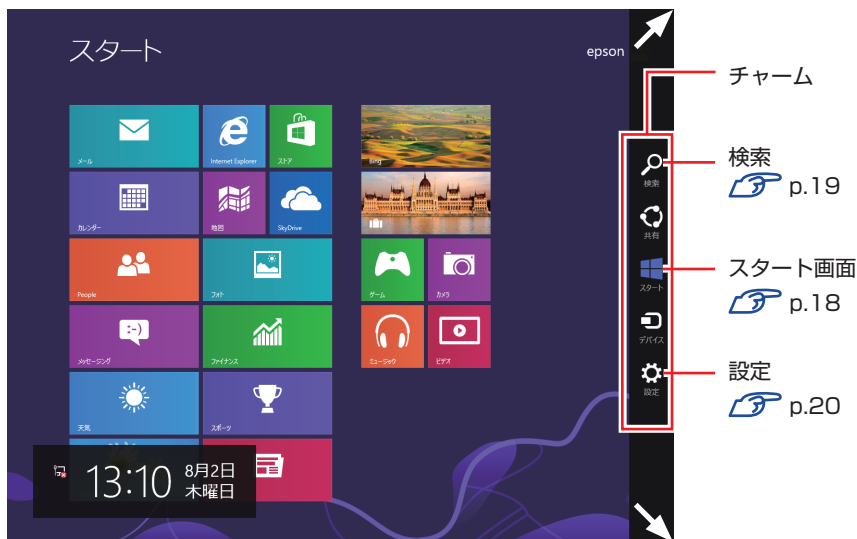 スタート
epson
メール
Internet Explorer
ストア
Bing
カレンダー
地図
SkyDrive
People
フォト
ゲーム
カメラ
メッセージング
ファイナンス
ミュージック
ビデオ
天気
スポーツ
13:10
8月2日
木曜日
検索
共有
スタート
デバイス
設定
チャーム
検索
p.19
スタート画面
p.18
設定
p.20